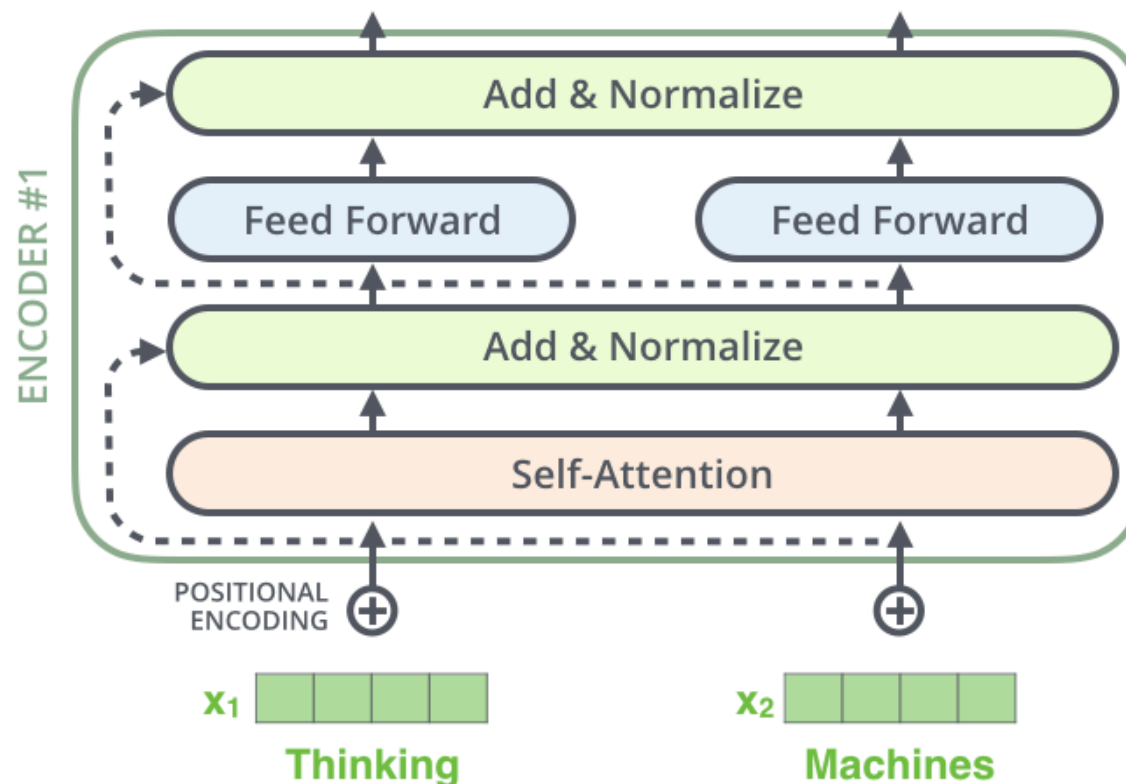 Add & Normalize
Feed Forward
Feed Forward
ENCODER #1
Add & Normalize
Self-Attention
POSITIONAL
ENCODING
x₁
x₂
Thinking
Machines